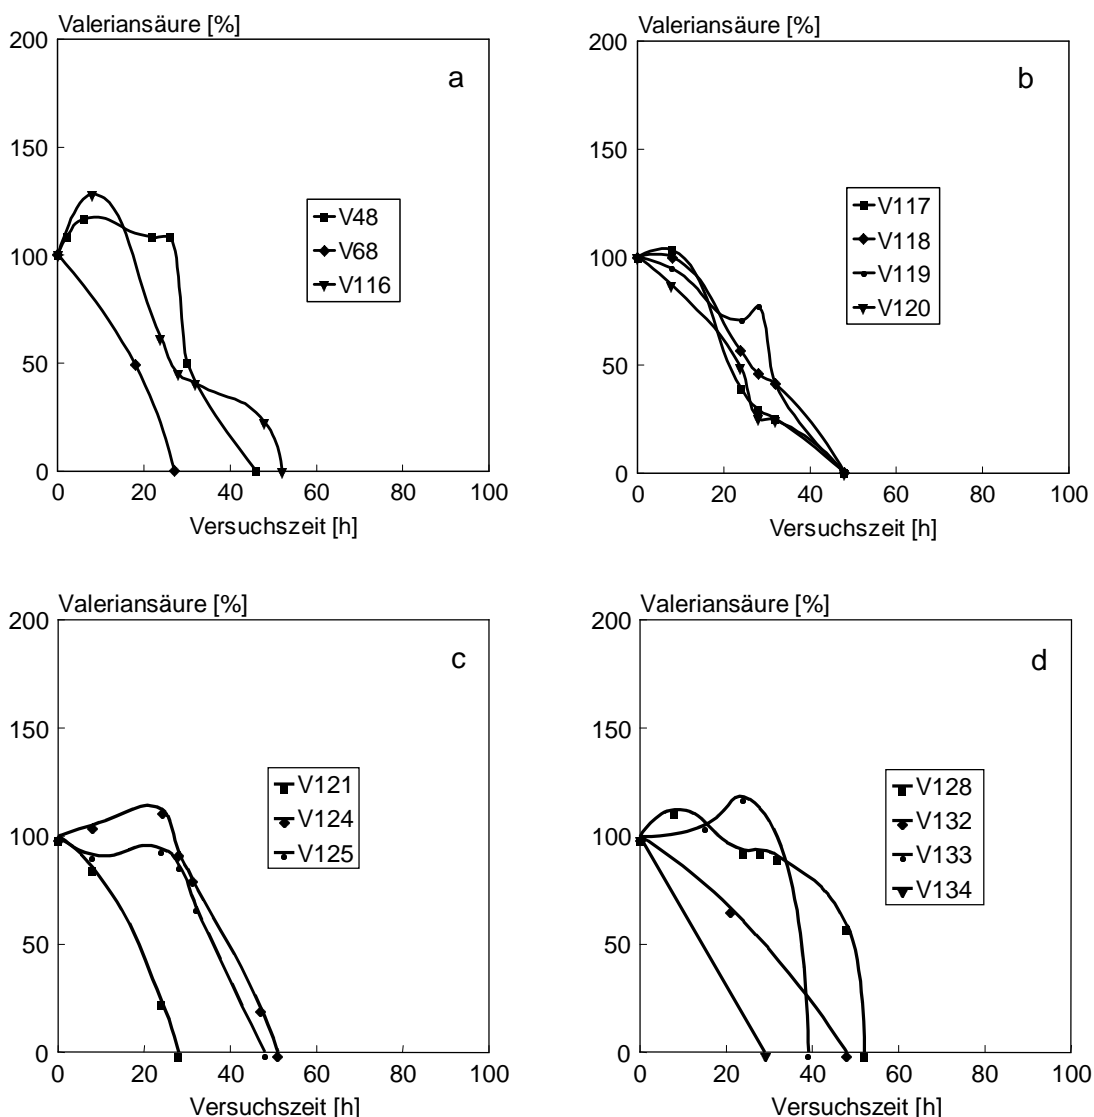 Valeriansäure [%]
200
150
100
50
0
a
V48
V68
V116
0 20 40 60 80 100
Versuchszeit [h]
Valeriansäure [%]
200
150
100
50
0
b
V117
V118
V119
V120
0 20 40 60 80 100
Versuchszeit [h]
Valeriansäure [%]
200
150
100
50
0
c
V121
V124
V125
0 20 40 60 80 100
Versuchszeit [h]
Valeriansäure [%]
200
150
100
50
0
d
V128
V132
V133
V134
0 20 40 60 80 100
Versuchszeit [h]